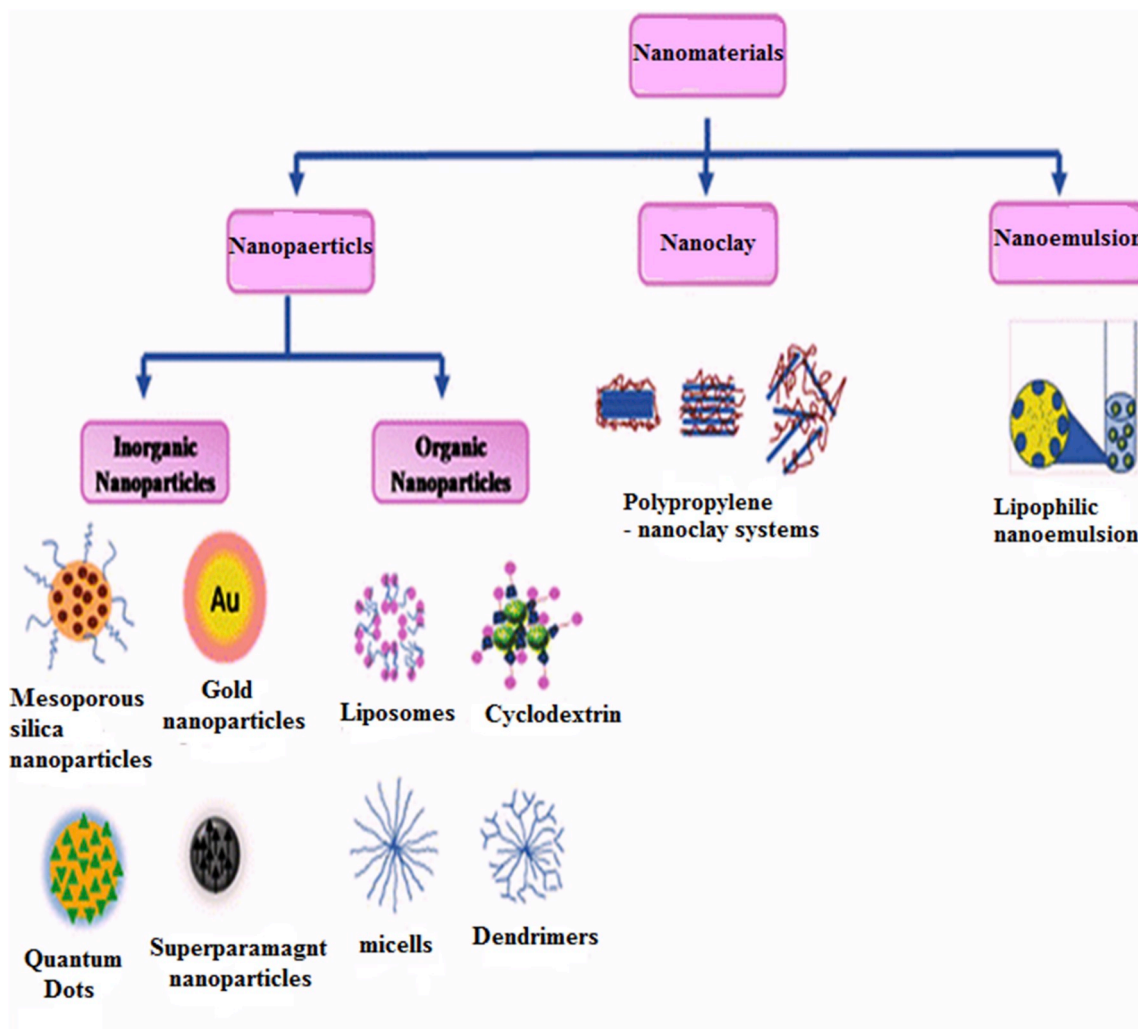 Nanomaterials
Nanopaerticls
Nanoclay
Nanoemulsion
Inorganic
Nanoparticles
Organic
Nanoparticles
Polypropylene
- nanoclay systems
Lipophilic
nanoemulsion
Au
Mesoporous
silica
nanoparticles
Gold
nanoparticles
Liposomes
Cyclodextrin
Quantum
Dots
Superparamagnt
nanoparticles
micells
Dendrimers